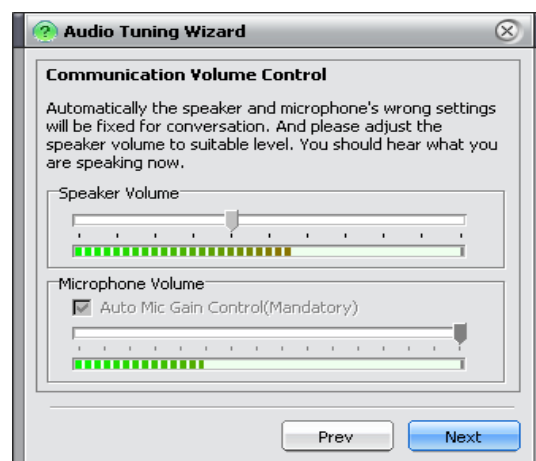 Audio Tuning Wizard
Communication Volume Control
Automatically the speaker and microphone's wrong settings
will be fixed for conversation. And please adjust the
speaker volume to suitable level. You should hear what you
are speaking now.
Speaker Volume
Microphone Volume
Auto Mic Gain Control(Mandatory)
Prev
Next